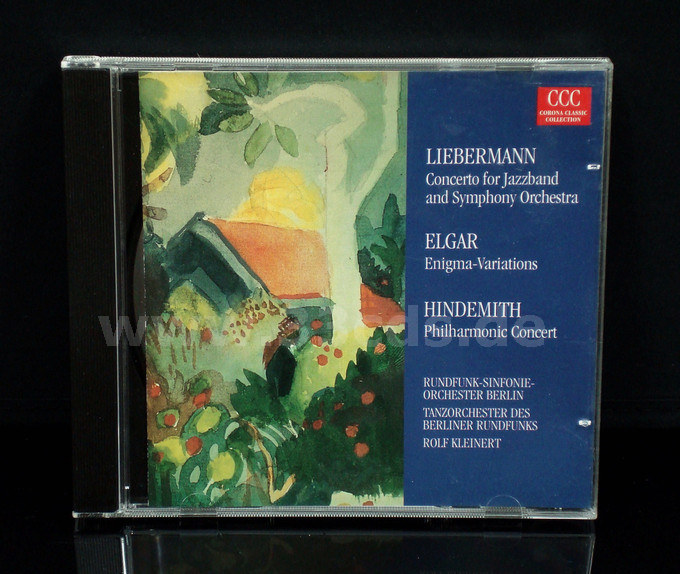 CCC
CORONA CLASSIC
COLLECTION
LIEBERMANN
Concerto for Jazzband
and Symphony Orchestra
ELGAR
Enigma-Variations
HINDEMITH
Philharmonic Concert
RUNDFUNK-SINFONIE-
ORCHESTER BERLIN
TANZORCHESTER DES
BERLINER RUNDFUNKS
ROLF KLEINERT